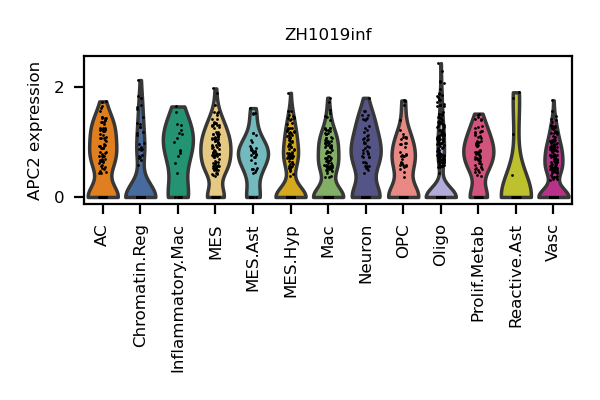 ZH1019inf
APC2 expression
2
0
AC
Chromatin.Reg
Inflammatory.Mac
MES
MES.Ast
MES.Hyp
Mac
Neuron
OPC
Oligo
Prolif.Metab
Reactive.Ast
Vasc